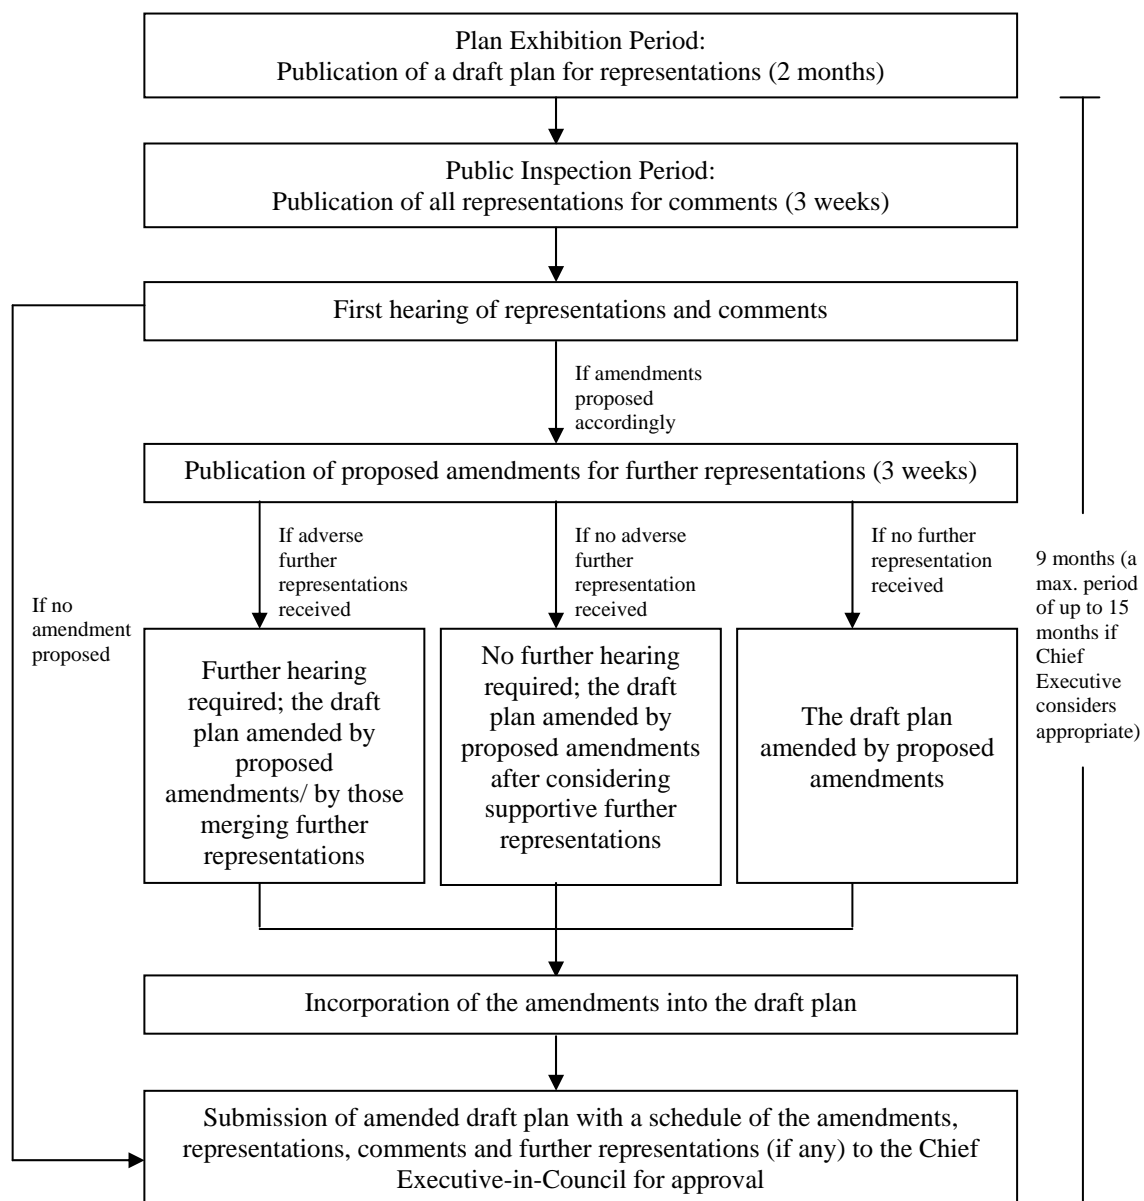 Plan Exhibition Period:
Publication of a draft plan for representations (2 months)
Public Inspection Period:
Publication of all representations for comments (3 weeks)
First hearing of representations and comments
If amendments
proposed
accordingly
Publication of proposed amendments for further representations (3 weeks)
If adverse
further
representations
received
If no adverse
further
representation
received
If no further
representation
received
If no
amendment
proposed
9 months (a
max. period
of up to 15
months if
Chief
Executive
considers
appropriate)
Further hearing
required; the draft
plan amended by
proposed
amendments/ by those
merging further
representations
No further hearing
required; the draft
plan amended by
proposed amendments
after considering
supportive further
representations
The draft plan
amended by proposed
amendments
Incorporation of the amendments into the draft plan
Submission of amended draft plan with a schedule of the amendments,
representations, comments and further representations (if any) to the Chief
Executive-in-Council for approval